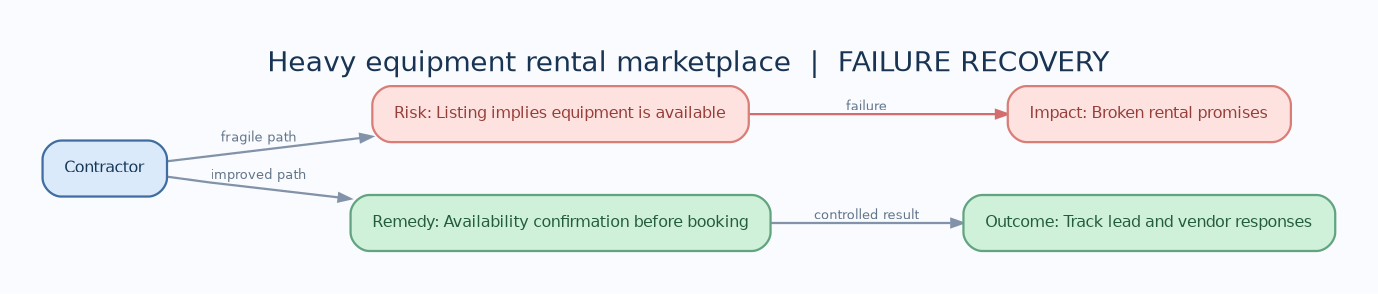 Heavy equipment rental marketplace | FAILURE RECOVERY
Contractor
fragile path
Risk: Listing implies equipment is available
failure
Impact: Broken rental promises
improved path
Remedy: Availability confirmation before booking
controlled result
Outcome: Track lead and vendor responses